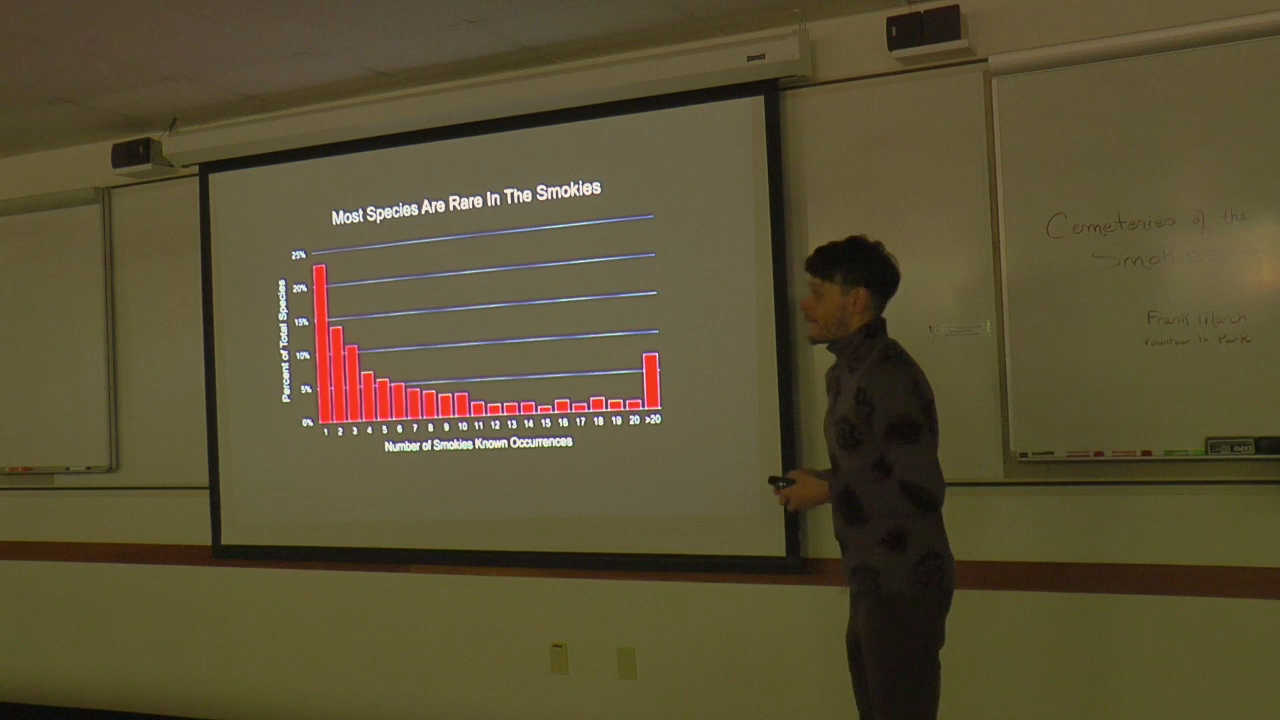 Most Species Are Rare In The Smokies
Percent of Total Species
25%
20%
15%
10%
5%
0%
1 2 3 4 5 6 7 8 9 10 11 12 13 14 15 16 17 18 19 20 >20
Number of Smokies Known Occurrences
Cemeteries of the
Smokies
Frank March
Volunteer-In-Park
EXPO